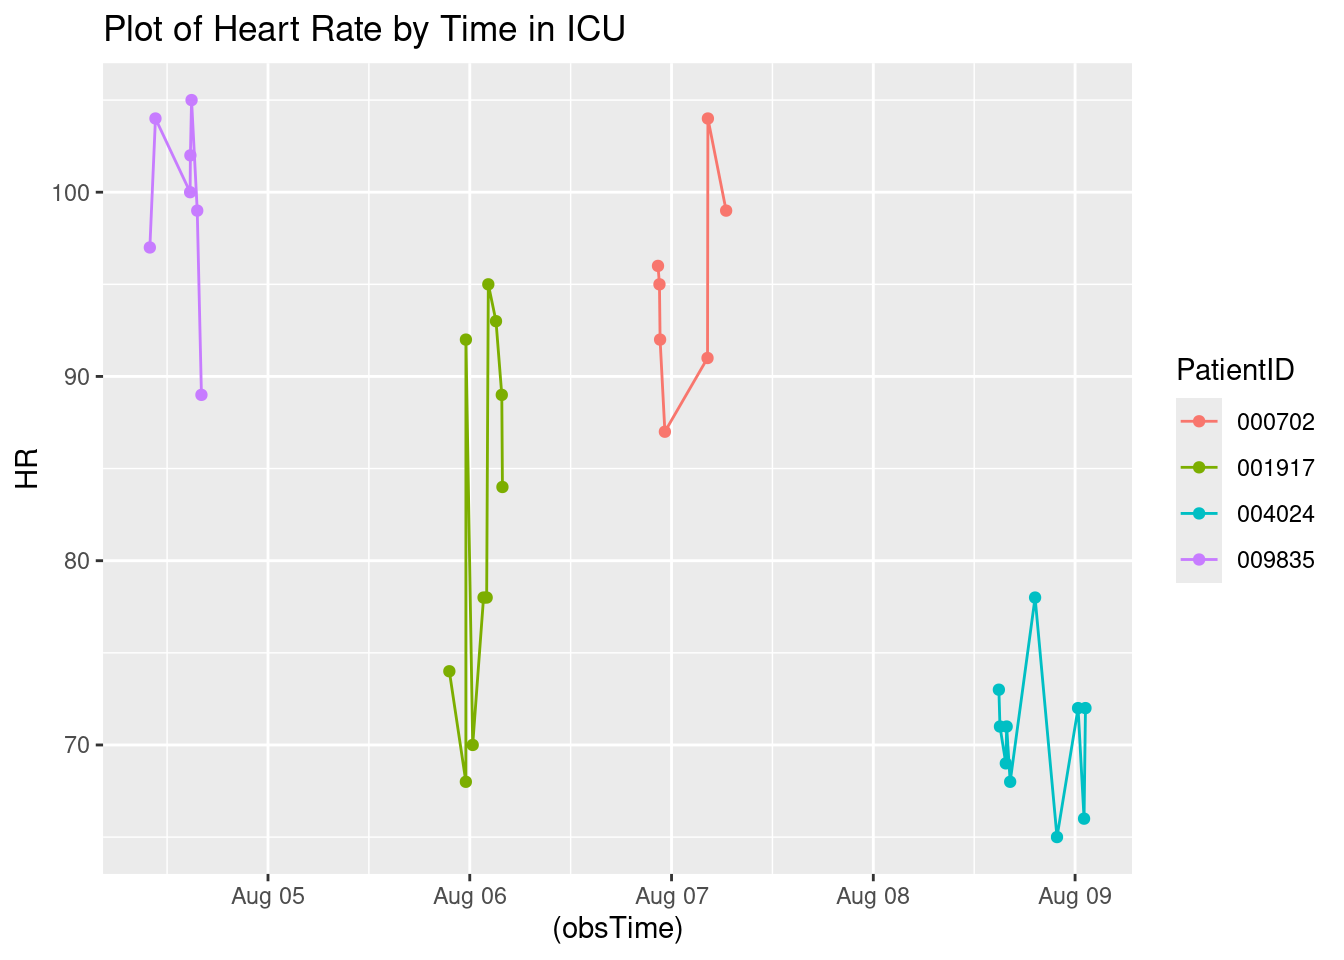 Plot of Heart Rate by Time in ICU
HR
100
90
80
70
Aug 05 Aug 06 Aug 07 Aug 08 Aug 09
(obsTime)
PatientID
000702
001917
004024
009835